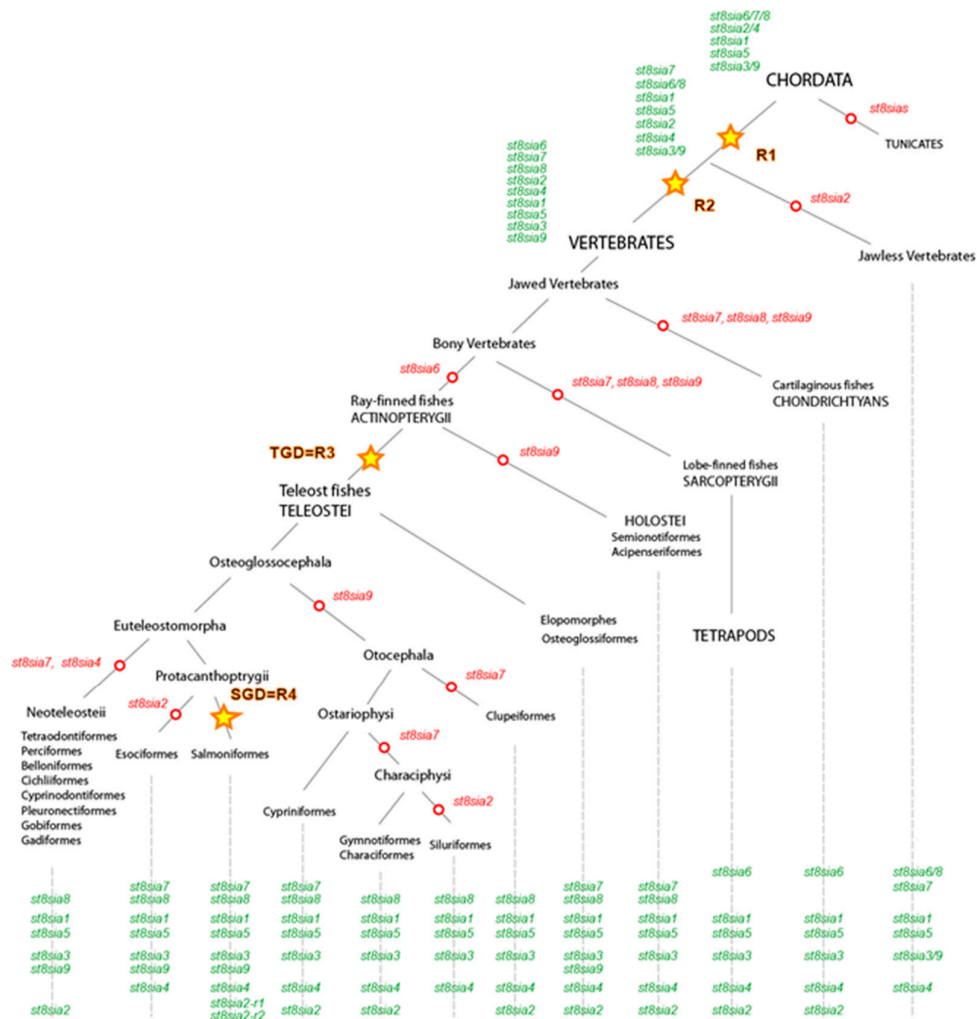 st8sia6/7/8
st8sia2/4
st8sia1
st8sia5
st8sia3/9
CHORDATA
st8sia7
st8sia6/8
st8sia1
st8sia5
st8sia2
st8sia4
st8sia3/9
st8sias
TUNICATES
R1
st8sia6
st8sia7
st8sia8
st8sia2
st8sia4
st8sia1
st8sia5
st8sia3
st8sia9
R2
st8sia2
VERTEBRATES
Jawless Vertebrates
Jawed Vertebrates
st8sia7, st8sia8, st8sia9
Bony Vertebrates
st8sia6
st8sia7, st8sia8, st8sia9
Cartilaginous fishes
CHONDRICHTYANS
Ray-finned fishes
ACTINOPTERYGII
TGD=R3
st8sia9
Lobe-finned fishes
SARCOPTERYGII
Teleost fishes
TELEOSTEI
HOLOSTEI
Semionotiformes
Acipenseriformes
Osteoglossocephala
st8sia9
Elopomorphes
Osteoglossiformes
TETRAPODS
Euteleostomorpha
st8sia7, st8sia4
Otocephala
st8sia7
Protacanthoptrygii
SGD=R4
st8sia2
Neoteleosteii
Ostariophysi
Clupeiformes
Tetraodontiformes
Perciformes
Belloniformes
Cichliiformes
Cyprinodontiformes
Pleuronectiformes
Gobiformes
Gadiformes
Esociformes
Salmoniformes
st8sia7
Characiphysi
st8sia2
Cypriniformes
Gymnotiformes
Characiformes
Siluriformes
st8sia6 st8sia6 st8sia6/8
st8sia7 st8sia7 st8sia7 st8sia7 st8sia7 st8sia7
st8sia8 st8sia8 st8sia8 st8sia8 st8sia8 st8sia8 st8sia8 st8sia8 st8sia8
st8sia1 st8sia1 st8sia1 st8sia1 st8sia1 st8sia1 st8sia1 st8sia1 st8sia1 st8sia1 st8sia1 st8sia1
st8sia5 st8sia5 st8sia5 st8sia5 st8sia5 st8sia5 st8sia5 st8sia5 st8sia5 st8sia5 st8sia5 st8sia5
st8sia3 st8sia3 st8sia3 st8sia3 st8sia3 st8sia3 st8sia3 st8sia3 st8sia3 st8sia3 st8sia3 st8sia3/9
st8sia9 st8sia9 st8sia9 st8sia9
st8sia4 st8sia4 st8sia4 st8sia4 st8sia4 st8sia4 st8sia4 st8sia4 st8sia4 st8sia4 st8sia4
st8sia2-r1
st8sia2 st8sia2-r2 st8sia2 st8sia2 st8sia2 st8sia2 st8sia2 st8sia2 st8sia2